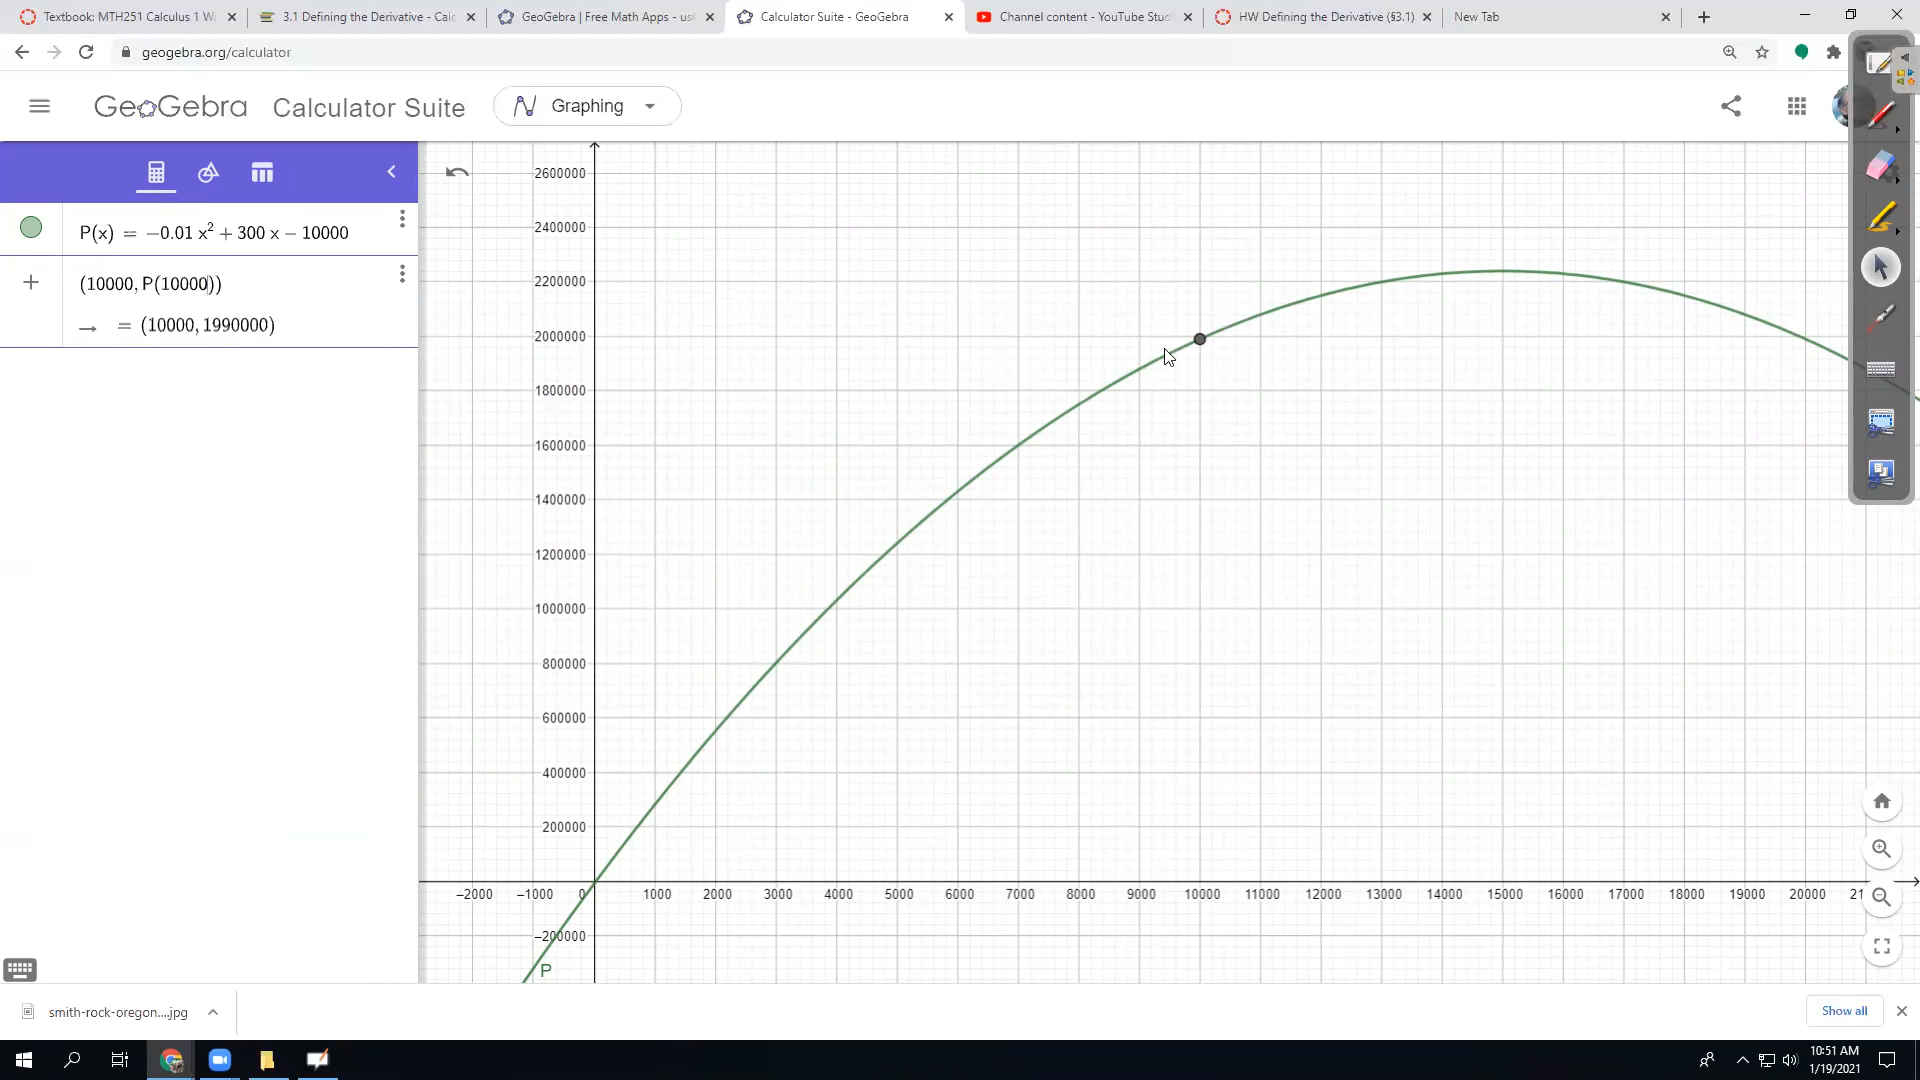 Textbook: MTH251 Calculus 1 Wi
3.1 Defining the Derivative - Calc
GeoGebra | Free Math Apps - use
Calculator Suite - GeoGebra
Channel content - YouTube Stud
HW Defining the Derivative (§3.1)
New Tab
geogebra.org/calculator
GeoGebra Calculator Suite
Graphing
P(x) = −0.01 x² + 300 x − 10000
(10000, P(10000))
→ = (10000, 1990000)
2600000
2400000
2200000
2000000
1800000
1600000
1400000
1200000
1000000
800000
600000
400000
200000
−2000 −1000 0 1000 2000 3000 4000 5000 6000 7000 8000 9000 10000 11000 12000 13000 14000 15000 16000 17000 18000 19000 20000
−200000
P
smith-rock-oregon....jpg
Show all
10:51 AM
1/19/2021